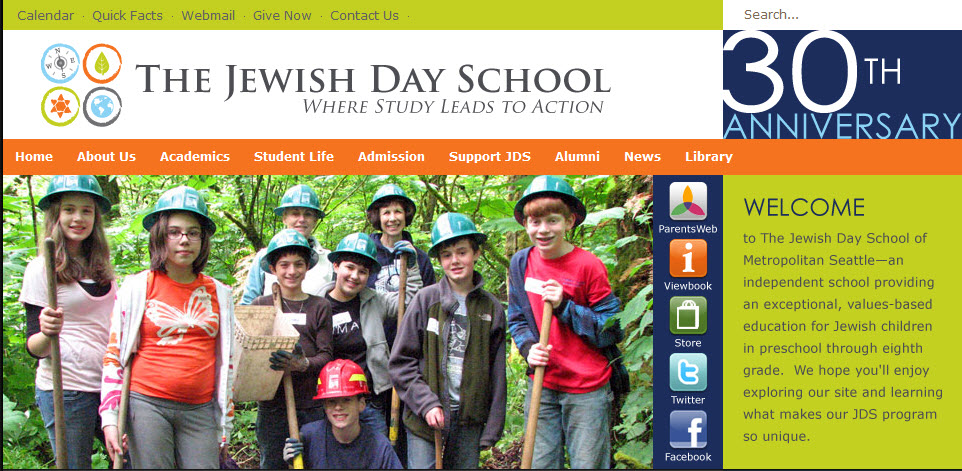 Calendar · Quick Facts · Webmail · Give Now · Contact Us ·
Search...
N
E
S
W
THE JEWISH DAY SCHOOL
WHERE STUDY LEADS TO ACTION
30TH
ANNIVERSARY
Home About Us Academics Student Life Admission Support JDS Alumni News Library
ParentsWeb
i
Viewbook
Store
t
Twitter
f
Facebook
WELCOME
to The Jewish Day School of
Metropolitan Seattle—an
independent school providing
an exceptional, values-based
education for Jewish children
in preschool through eighth
grade. We hope you'll enjoy
exploring our site and learning
what makes our JDS program
so unique.